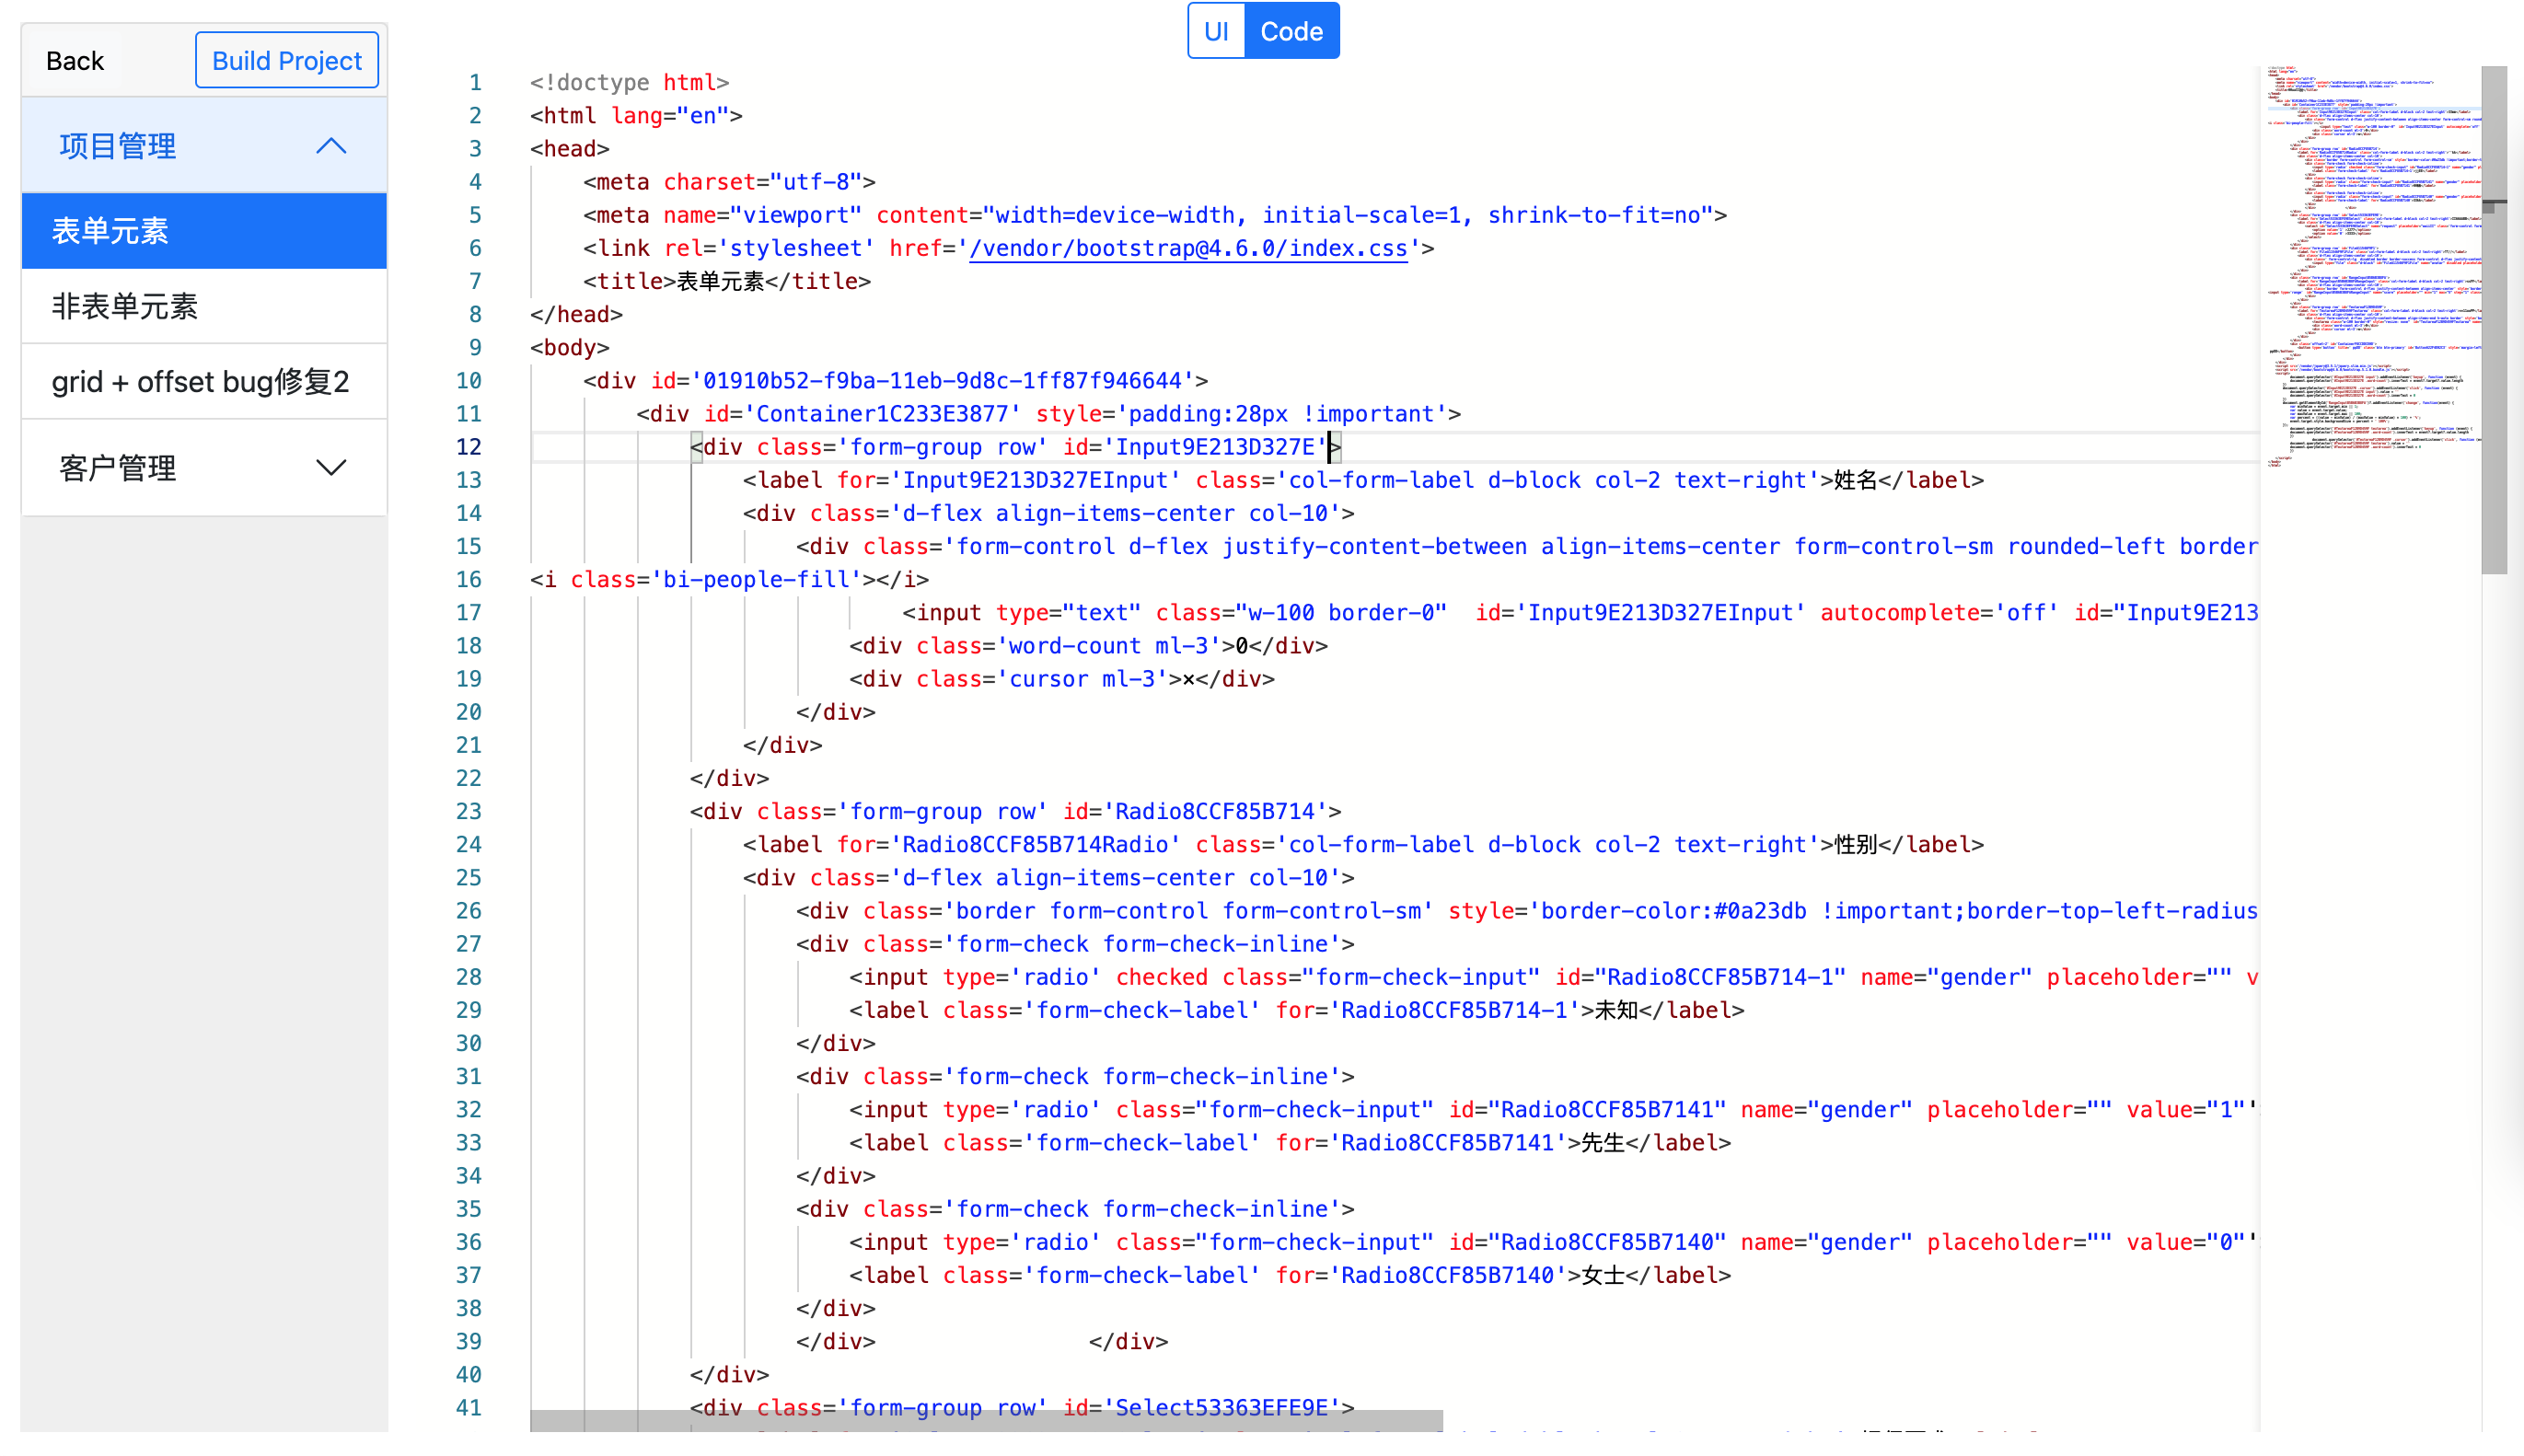 UI Code
Back Build Project
项目管理
表单元素
非表单元素
grid + offset bug修复2
客户管理
1 <!doctype html>
2 <html lang="en">
3 <head>
4 <meta charset="utf-8">
5 <meta name="viewport" content="width=device-width, initial-scale=1, shrink-to-fit=no">
6 <link rel='stylesheet' href='/vendor/bootstrap@4.6.0/index.css'>
7 <title>表单元素</title>
8 </head>
9 <body>
10 <div id='01910b52-f9ba-11eb-9d8c-1ff87f946644'>
11 <div id='Container1C233E3877' style='padding:28px !important'>
12 <div class='form-group row' id='Input9E213D327E'>
13 <label for='Input9E213D327EInput' class='col-form-label d-block col-2 text-right'>姓名</label>
14 <div class='d-flex align-items-center col-10'>
15 <div class='form-control d-flex justify-content-between align-items-center form-control-sm rounded-left border
16 <i class='bi-people-fill'></i>
17 <input type="text" class="w-100 border-0"  id='Input9E213D327EInput' autocomplete='off' id="Input9E213
18 <div class='word-count ml-3'>0</div>
19 <div class='cursor ml-3'>×</div>
20 </div>
21 </div>
22 </div>
23 <div class='form-group row' id='Radio8CCF85B714'>
24 <label for='Radio8CCF85B714Radio' class='col-form-label d-block col-2 text-right'>性别</label>
25 <div class='d-flex align-items-center col-10'>
26 <div class='border form-control form-control-sm' style='border-color:#0a23db !important;border-top-left-radius
27 <div class='form-check form-check-inline'>
28 <input type='radio' checked class="form-check-input" id="Radio8CCF85B714-1" name="gender" placeholder="" v
29 <label class='form-check-label' for='Radio8CCF85B714-1'>未知</label>
30 </div>
31 <div class='form-check form-check-inline'>
32 <input type='radio' class="form-check-input" id="Radio8CCF85B7141" name="gender" placeholder="" value="1"'
33 <label class='form-check-label' for='Radio8CCF85B7141'>先生</label>
34 </div>
35 <div class='form-check form-check-inline'>
36 <input type='radio' class="form-check-input" id="Radio8CCF85B7140" name="gender" placeholder="" value="0"'
37 <label class='form-check-label' for='Radio8CCF85B7140'>女士</label>
38 </div>
39 </div> </div>
40 </div>
41 <div class='form-group row' id='Select53363EFE9E'>